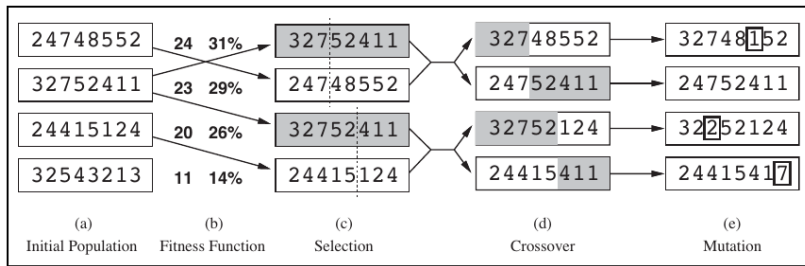 24748552 24 31% 32752411 32748552 32748152
32752411 23 29% 24748552 24752411 24752411
24415124 20 26% 32752411 32752124 32252124
32543213 11 14% 24415124 24415411 24415417
(a) (b) (c) (d) (e)
Initial Population Fitness Function Selection Crossover Mutation